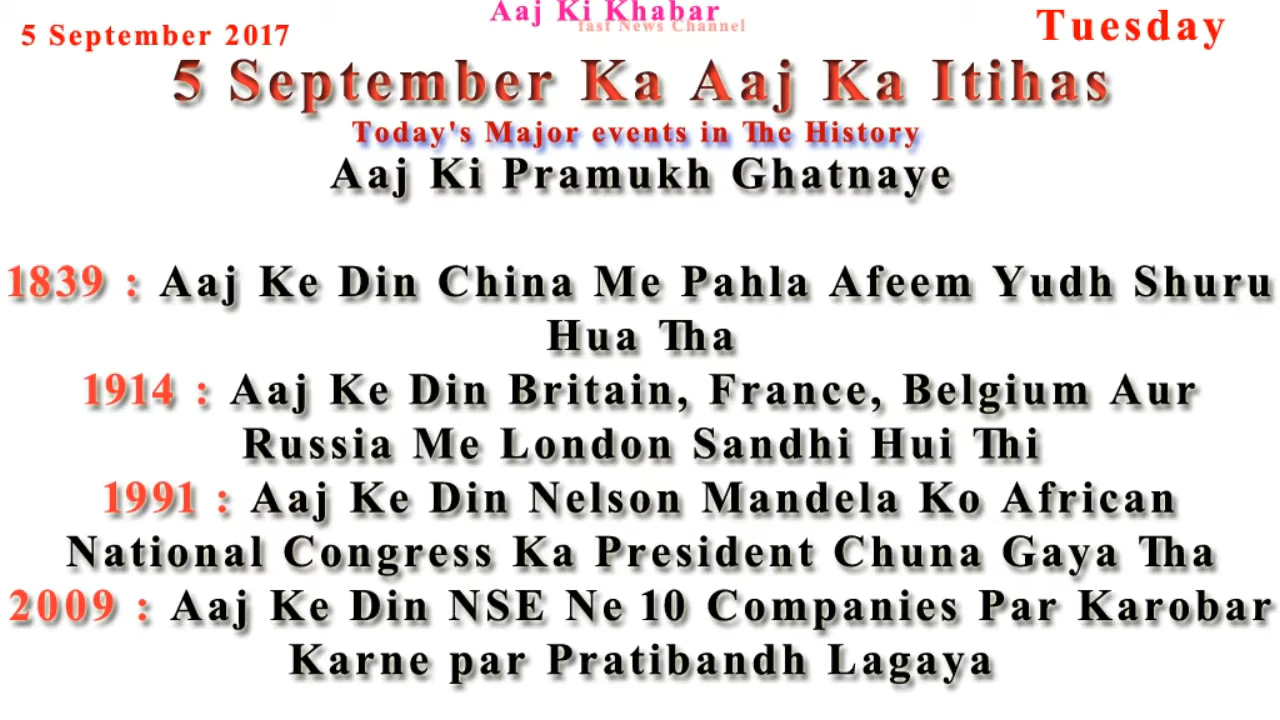 Aaj Ki Khabar
fast News Channel
5 September 2017
Tuesday
5 September Ka Aaj Ka Itihas
Today's Major events in The History
Aaj Ki Pramukh Ghatnaye
1839 : Aaj Ke Din China Me Pahla Afeem Yudh Shuru
Hua Tha
1914 : Aaj Ke Din Britain, France, Belgium Aur
Russia Me London Sandhi Hui Thi
1991 : Aaj Ke Din Nelson Mandela Ko African
National Congress Ka President Chuna Gaya Tha
2009 : Aaj Ke Din NSE Ne 10 Companies Par Karobar
Karne par Pratibandh Lagaya